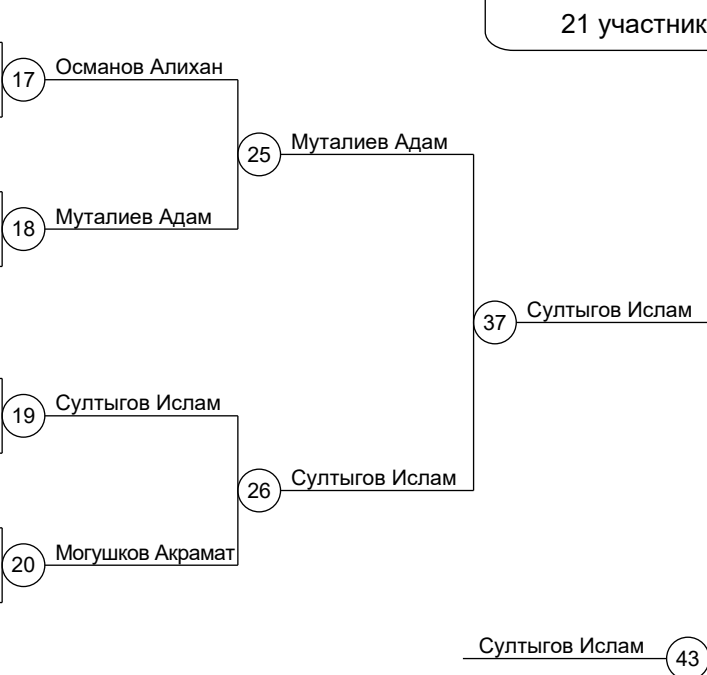 21 участник
17 Османов Алихан
25 Муталиев Адам
18 Муталиев Адам
37 Султыгов Ислам
19 Султыгов Ислам
26 Султыгов Ислам
20 Могушков Акрамат
Султыгов Ислам 43